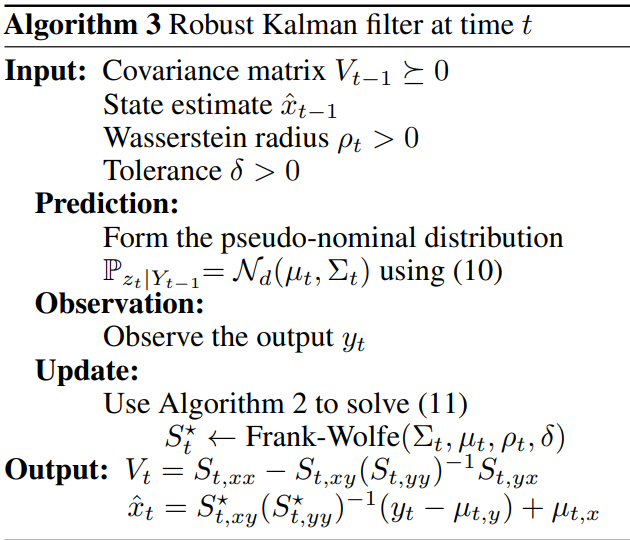 Algorithm 3 Robust Kalman filter at time $t$
Input: Covariance matrix $V_{t-1} \succeq 0$
State estimate $\hat{x}_{t-1}$
Wasserstein radius $\rho_t > 0$
Tolerance $\delta > 0$
Prediction:
Form the pseudo-nominal distribution
$\mathbb{P}_{z_t|Y_{t-1}} = \mathcal{N}_d(\mu_t, \Sigma_t)$ using (10)
Observation:
Observe the output $y_t$
Update:
Use Algorithm 2 to solve (11)
$S_t^\star \leftarrow \text{Frank-Wolfe}(\Sigma_t, \mu_t, \rho_t, \delta)$
Output: $V_t = S_{t,xx} - S_{t,xy}(S_{t,yy})^{-1}S_{t,yx}$
$\hat{x}_t = S_{t,xy}^\star(S_{t,yy}^\star)^{-1}(y_t - \mu_{t,y}) + \mu_{t,x}$